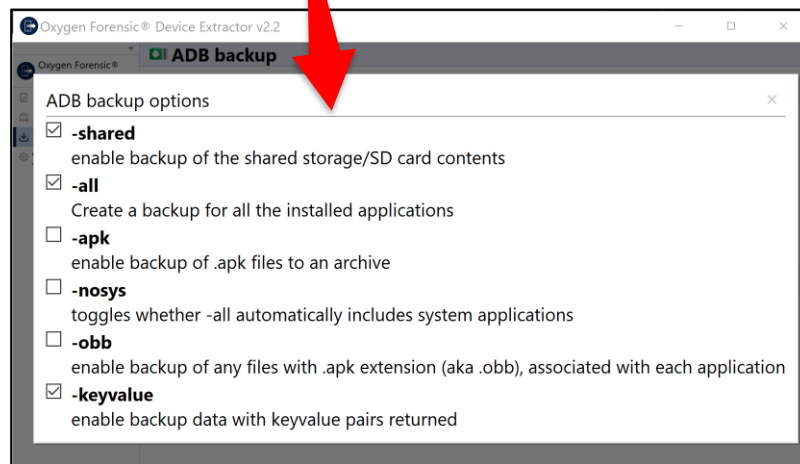 Oxygen Forensic® Device Extractor v2.2
Oxygen Forensic®
ADB backup
ADB backup options
-shared
enable backup of the shared storage/SD card contents
-all
Create a backup for all the installed applications
-apk
enable backup of .apk files to an archive
-nosys
toggles whether -all automatically includes system applications
-obb
enable backup of any files with .apk extension (aka .obb), associated with each application
-keyvalue
enable backup data with keyvalue pairs returned